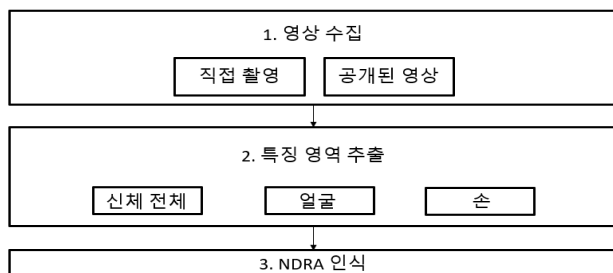 1. 영상 수집
직접 촬영 공개된 영상
2. 특징 영역 추출
신체 전체 얼굴 손
3. NDRA 인식